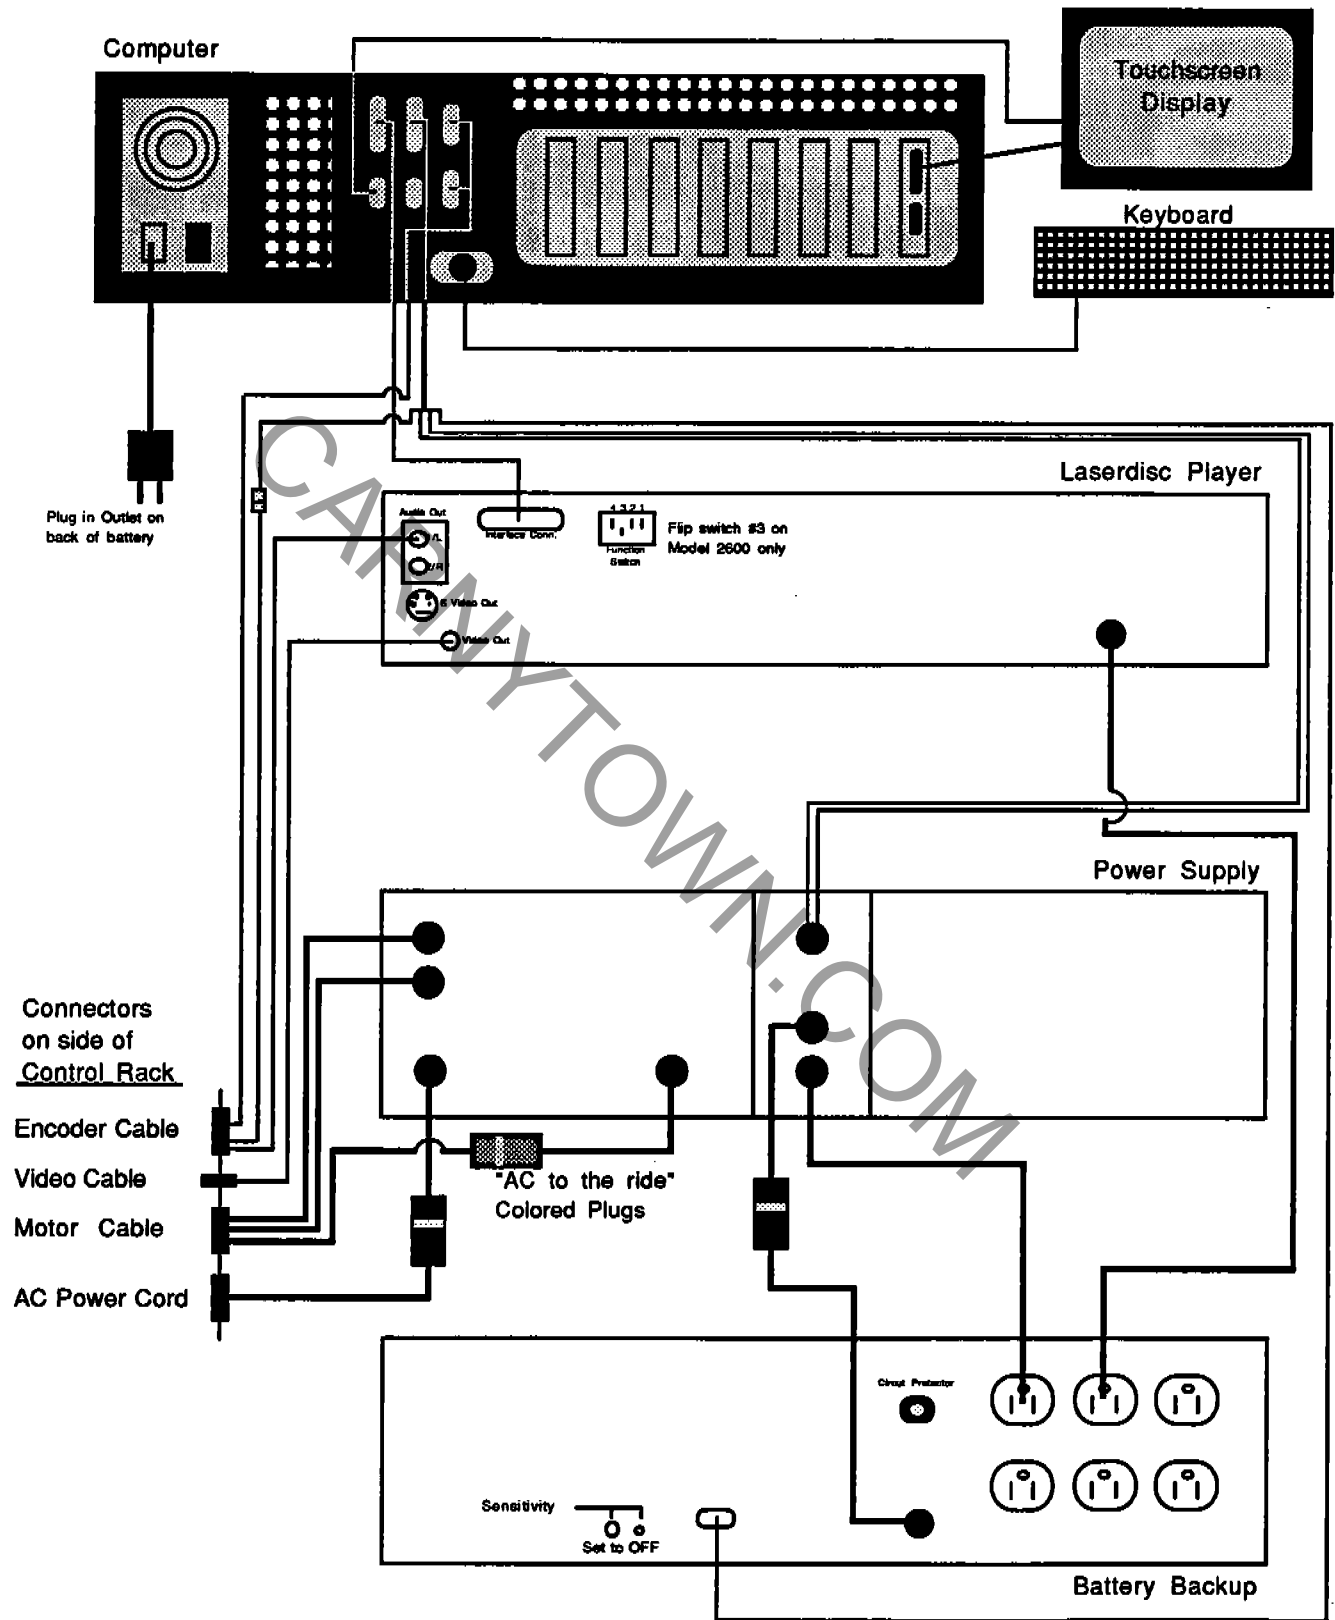 Computer
Touchscreen
Display
Keyboard
Plug in Outlet on
back of battery
Laserdisc Player
Audio Out
1/L
2/R
S Video Out
Video Out
Interface Conn.
4 3 2 1
Function
Switch
Flip switch #3 on
Model 2600 only
Power Supply
Connectors
on side of
Control Rack
Encoder Cable
Video Cable
Motor Cable
AC Power Cord
"AC to the ride"
Colored Plugs
Circut Protector
Sensitivity
Set to OFF
Battery Backup
CARNYTOWN.COM